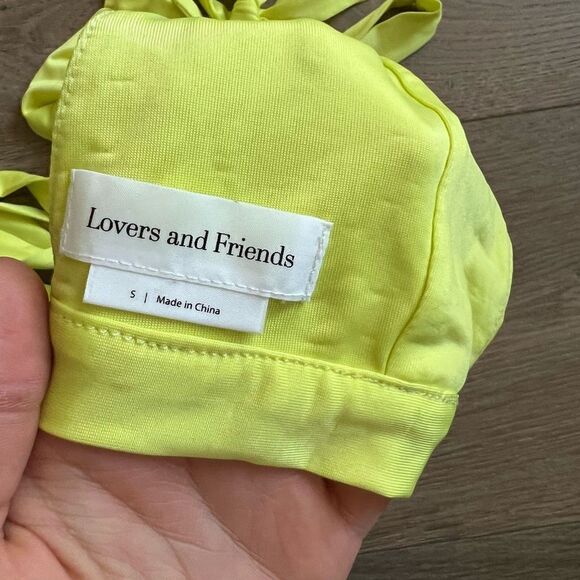 Lovers and Friends
S | Made in China